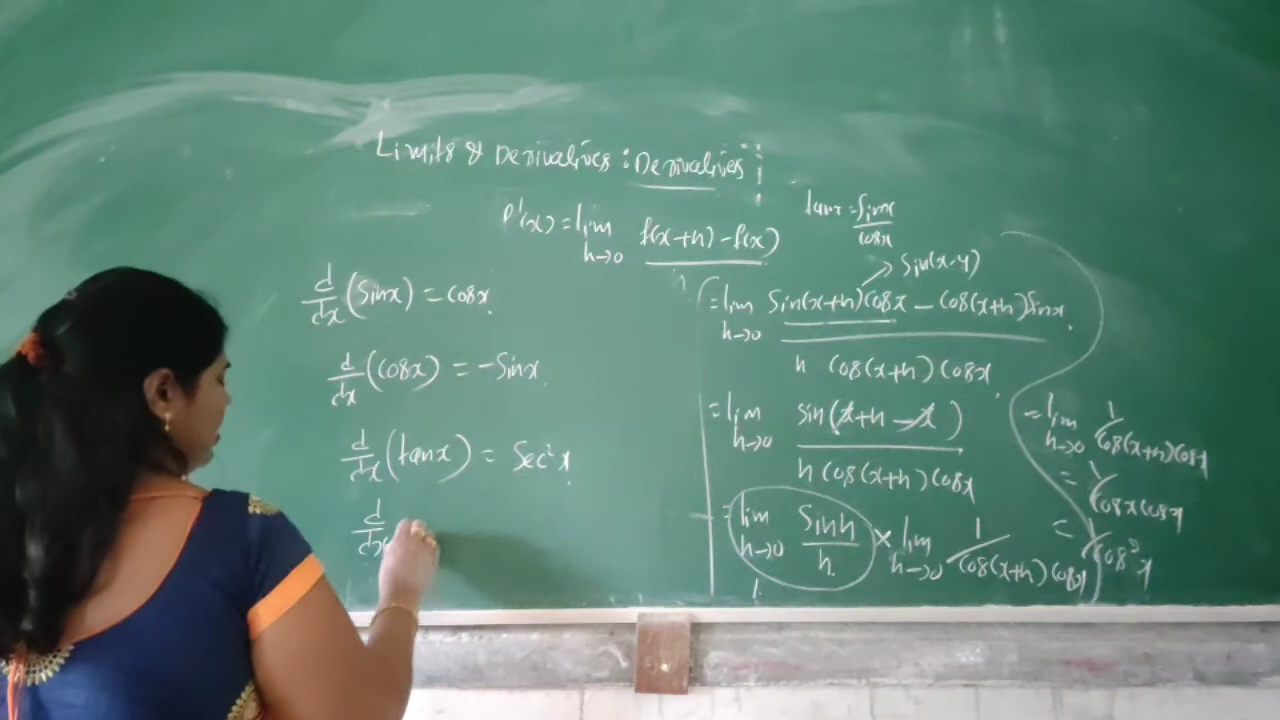 Limits & Derivatives : Derivatives
f'(x) = lim h→0 f(x+h) - f(x)
d/dx (Sinx) = cosx.
d/dx (cosx) = -Sinx.
d/dx (tanx) = Sec²x.
d/dx
tanx = Sinx/cosx
Sin(x-y)
= lim h→0 Sin(x+h)cosx - cos(x+h)Sinx. / h cos(x+h) cosx.
= lim h→0 sin(x+h-x) / h cos(x+h) cosx
= lim h→0 Sinh/h × lim h→0 1/cos(x+h) cosx
1.
= lim h→0 1/cos(x+h)cosx
= 1/cosx cosx
= 1/cos²x